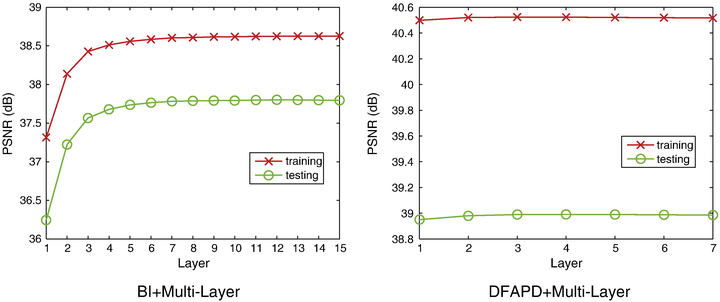 39
38.5
38
37.5
37
36.5
36
PSNR (dB)
training
testing
1 2 3 4 5 6 7 8 9 10 11 12 13 14 15
Layer
BI+Multi-Layer
40.6
40.4
40.2
40
39.8
39.6
39.4
39.2
39
38.8
PSNR (dB)
training
testing
1 2 3 4 5 6 7
Layer
DFAPD+Multi-Layer